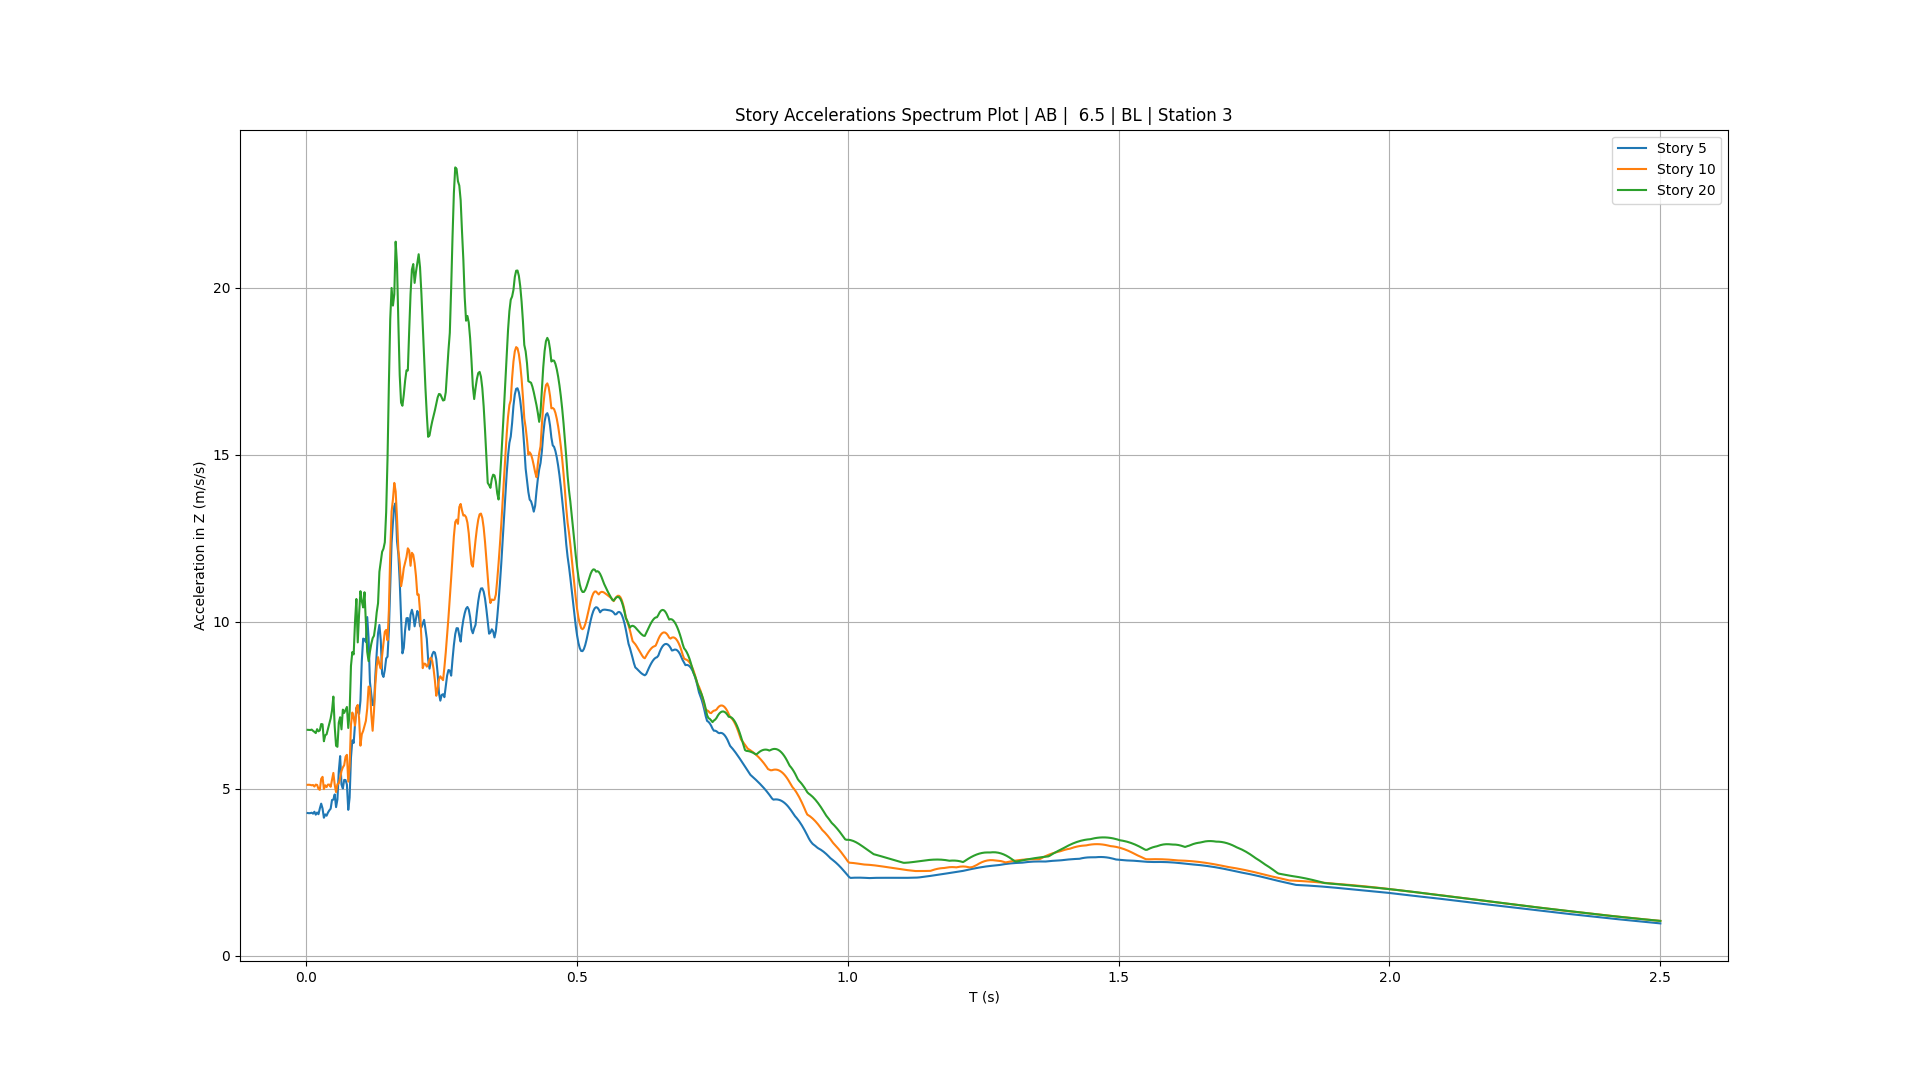 Story Accelerations Spectrum Plot | AB |  6.5 | BL | Station 3
Story 5
Story 10
Story 20
Acceleration in Z (m/s/s)
20
15
10
5
0
0.0
0.5
1.0
1.5
2.0
2.5
T (s)